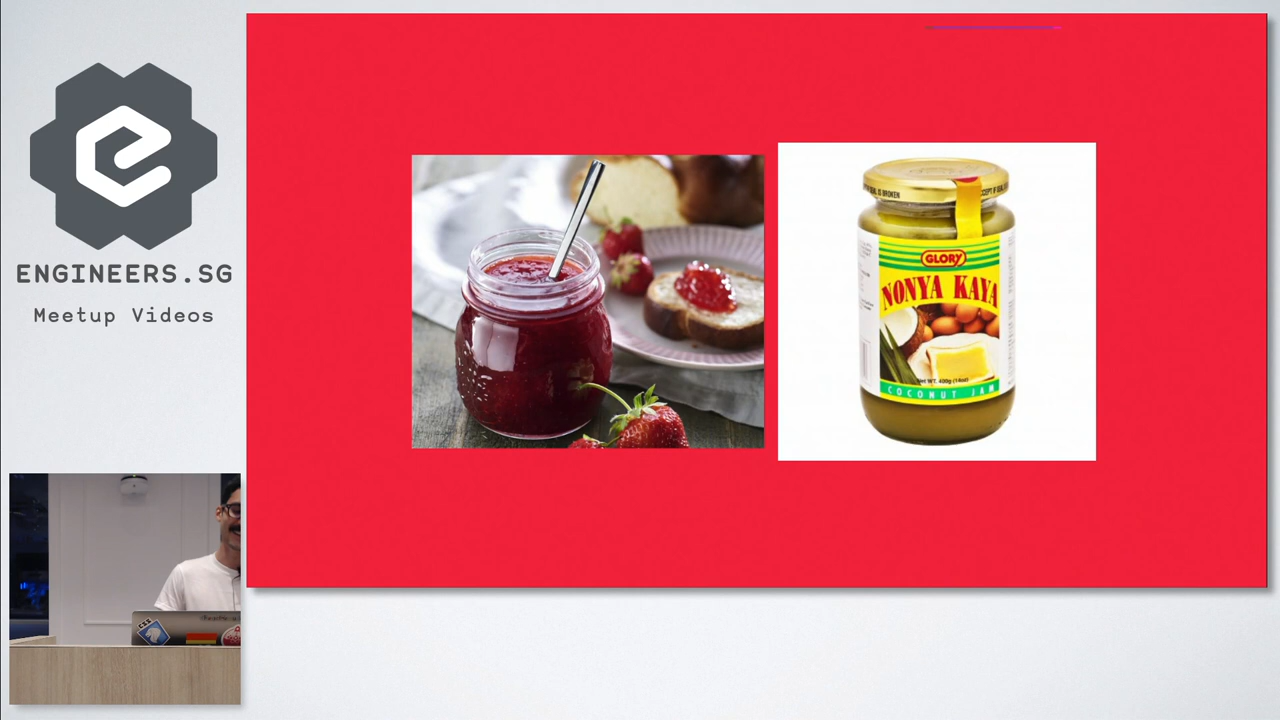 ENGINEERS.SG
Meetup Videos
GLORY
NONYA KAYA
Net WT. 400g (14oz)
COCONUT JAM